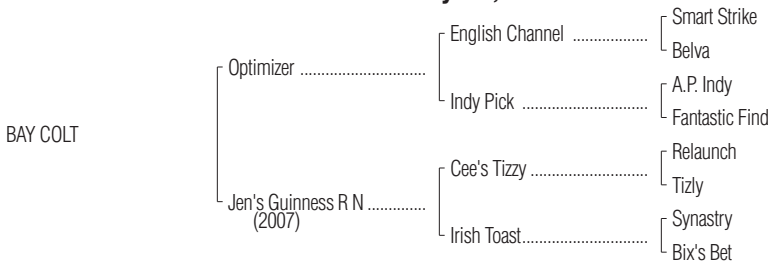 Smart Strike
English Channel ..................
Belva
Optimizer ..............................
A.P. Indy
Indy Pick ..............................
Fantastic Find
BAY COLT
Relaunch
Cee's Tizzy ............................
Tizly
Jen's Guinness R N ..............
(2007)
Synastry
Irish Toast..............................
Bix's Bet